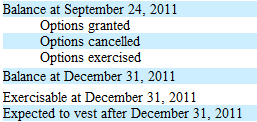 Balance at September 24, 2011
Options granted
Options cancelled
Options exercised
Balance at December 31, 2011
Exercisable at December 31, 2011
Expected to vest after December 31, 2011